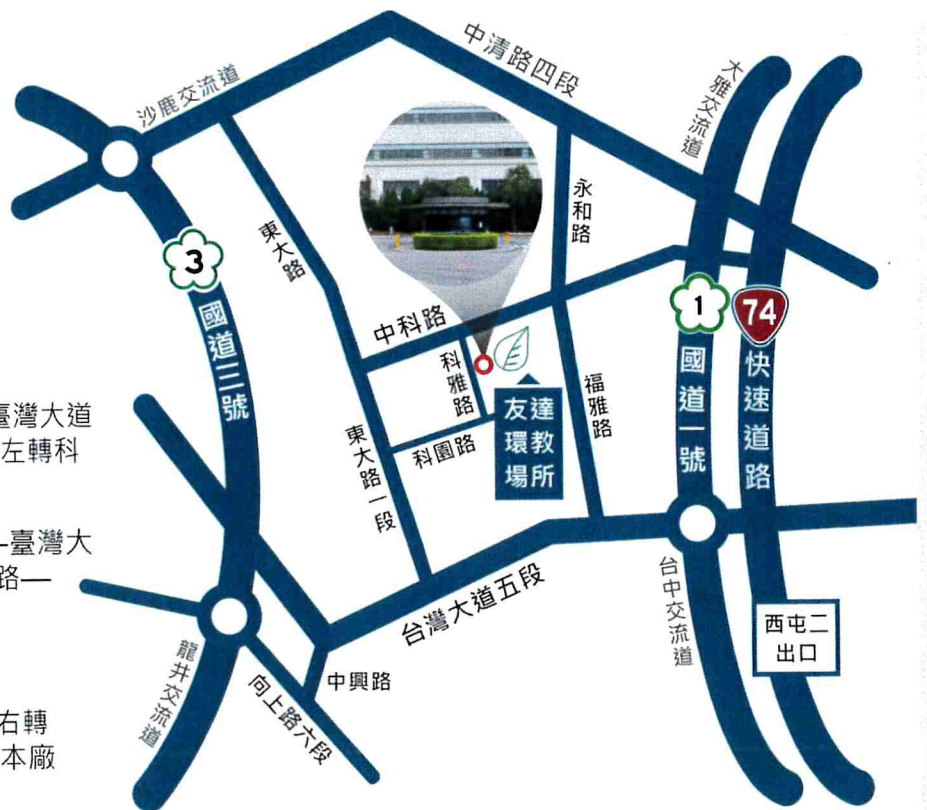 中清路四段
大雅交流道
沙鹿交流道
永和路
東大路
3
國道三號
中科路
1
國道一號
74
快速道路
科雅路
友達
環教
場所
福雅路
科園路
東大路一段
臺灣大道
左轉科
臺灣大
路—
台灣大道五段
台中交流道
西屯二
出口
龍井交流道
中興路
向上路六段
右轉
本廠